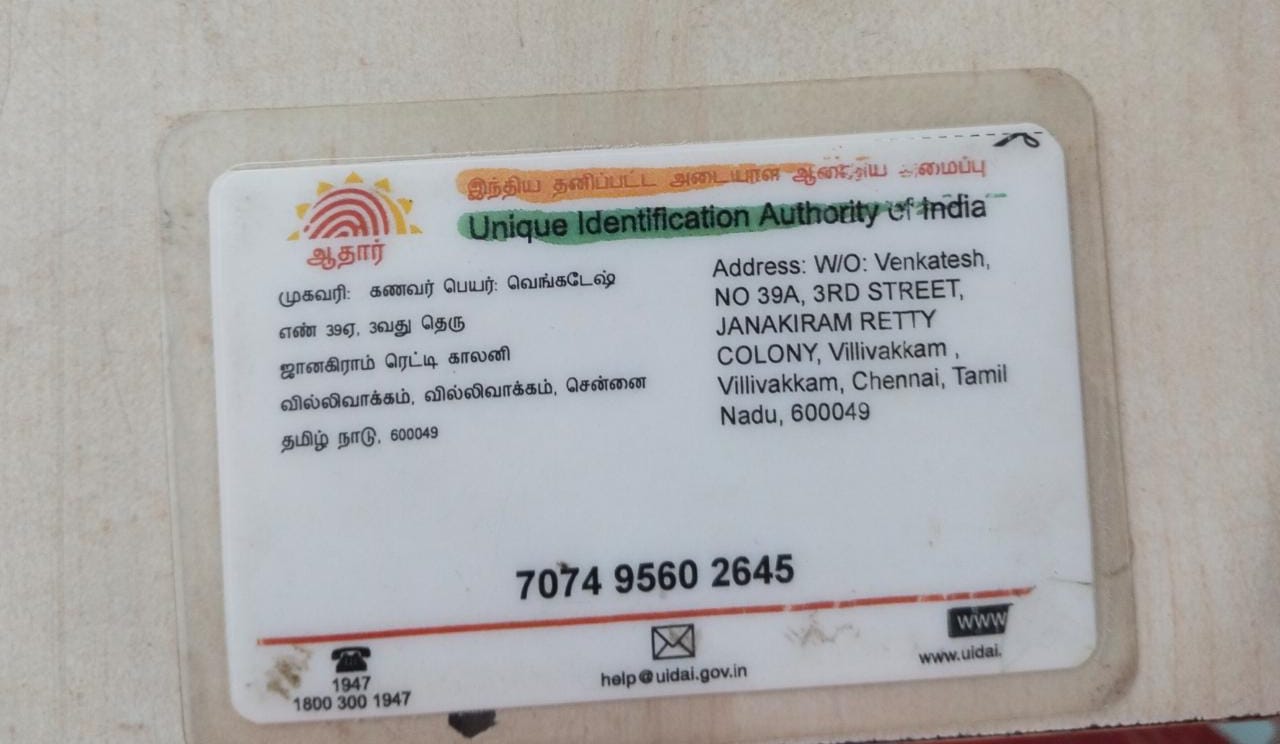 இந்திய தனிப்பட்ட அடையாள ஆணைய அமைப்பு
Unique Identification Authority of India
ஆதார்
முகவரி: கணவர் பெயர்: வெங்கடேஷ்
எண் 39ஏ, 3வது தெரு
ஜானகிராம் ரெட்டி காலனி
வில்லிவாக்கம், வில்லிவாக்கம், சென்னை
தமிழ் நாடு, 600049
Address: W/O: Venkatesh,
NO 39A, 3RD STREET,
JANAKIRAM RETTY
COLONY, Villivakkam ,
Villivakkam, Chennai, Tamil
Nadu, 600049
7074 9560 2645
1947
1800 300 1947
help@uidai.gov.in
WWW
www.uidai.